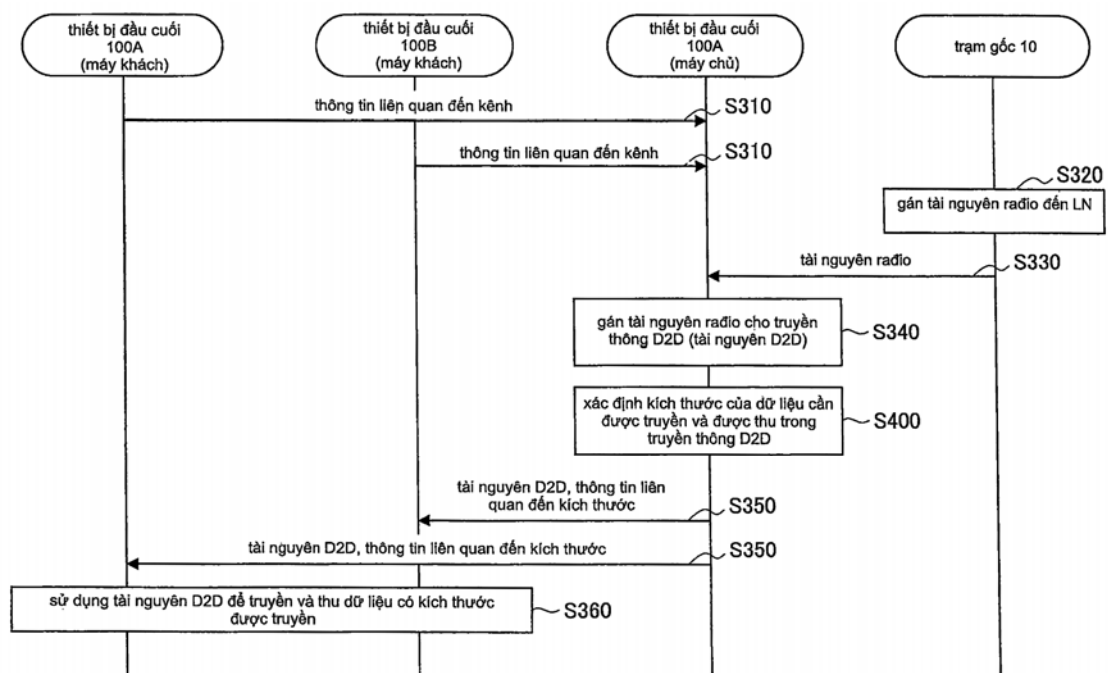 thiết bị đầu cuối
100A
(máy khách)
thiết bị đầu cuối
100B
(máy khách)
thiết bị đầu cuối
100A
(máy chủ)
trạm gốc 10
thông tin liên quan đến kênh
S310
thông tin liên quan đến kênh
S310
S320
gán tài nguyên rađio đến LN
tài nguyên rađio
S330
gán tài nguyên rađio cho truyền
thông D2D (tài nguyên D2D)
S340
xác định kích thước của dữ liệu cần
được truyền và được thu trong
truyền thông D2D
S400
tài nguyên D2D, thông tin liên
quan đến kích thước
S350
tài nguyên D2D, thông tin liên quan đến kích thước
S350
sử dụng tài nguyên D2D để truyền và thu dữ liệu có kích thước
được truyền
S360